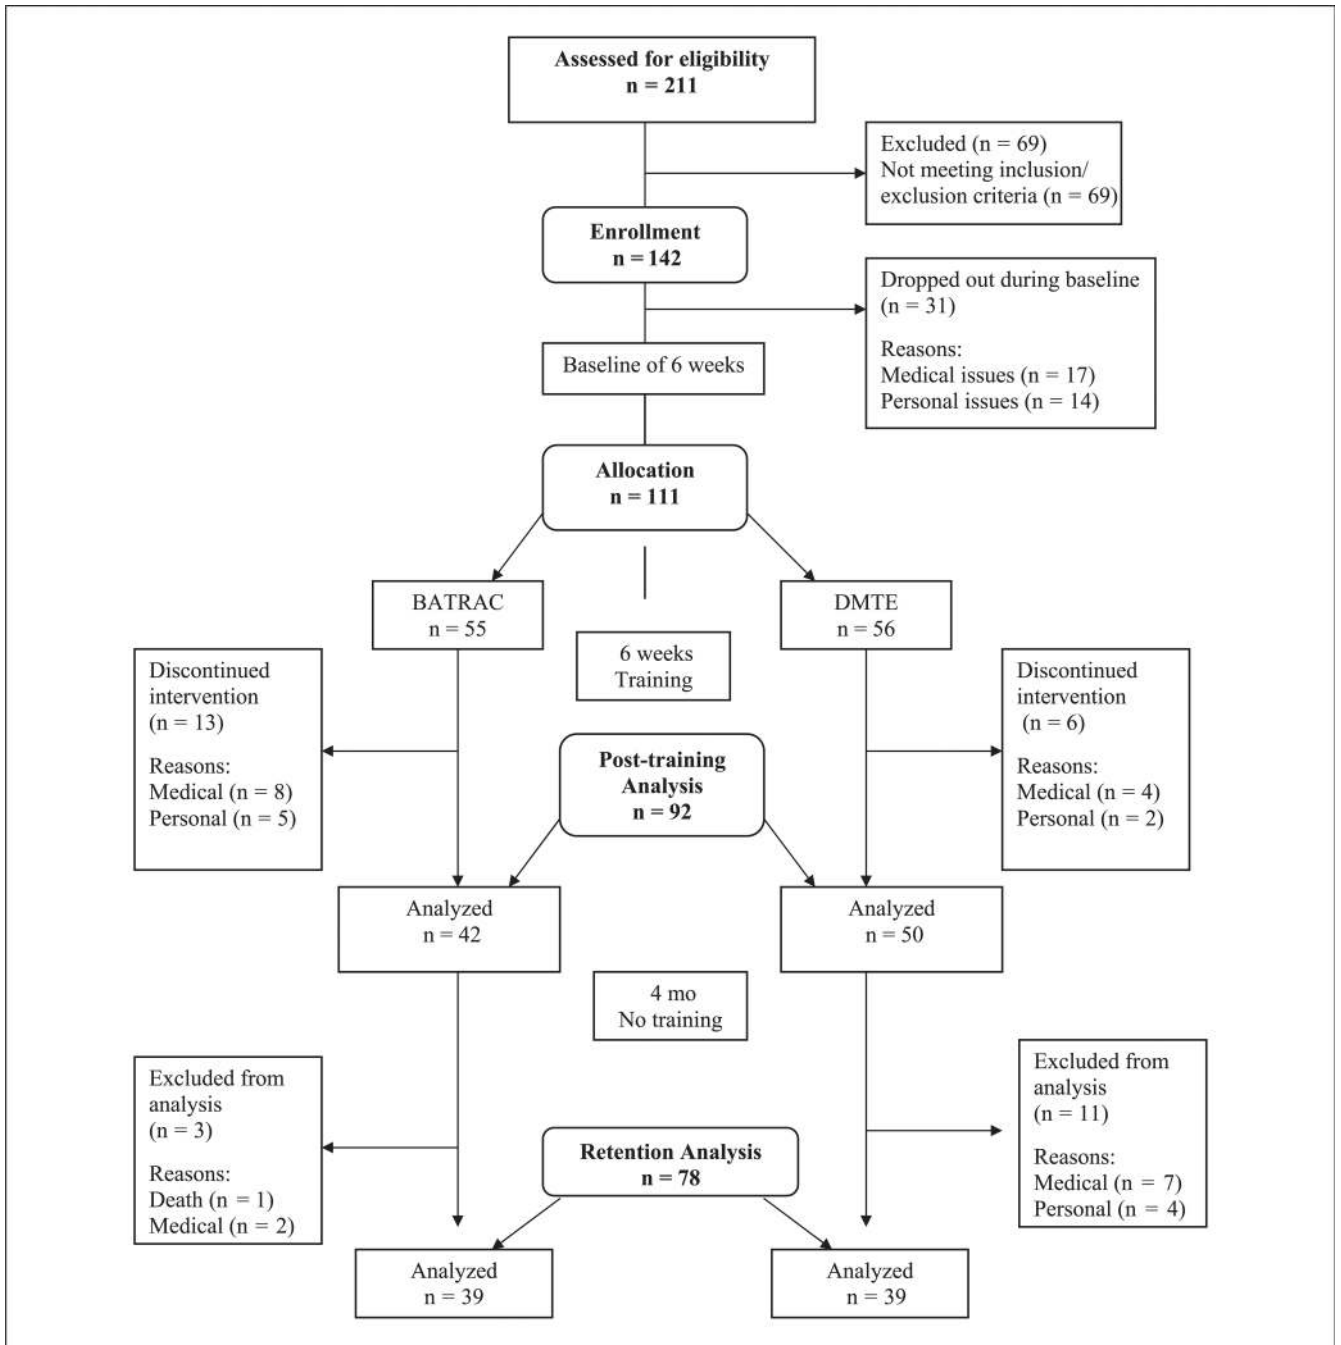 Assessed for eligibility
n = 211
Excluded (n = 69)
Not meeting inclusion/
exclusion criteria (n = 69)
Enrollment
n = 142
Dropped out during baseline
(n = 31)
Reasons:
Medical issues (n = 17)
Personal issues (n = 14)
Baseline of 6 weeks
Allocation
n = 111
BATRAC
n = 55
DMTE
n = 56
6 weeks
Training
Discontinued
intervention
(n = 13)
Reasons:
Medical (n = 8)
Personal (n = 5)
Discontinued
intervention
(n = 6)
Reasons:
Medical (n = 4)
Personal (n = 2)
Post-training
Analysis
n = 92
Analyzed
n = 42
Analyzed
n = 50
4 mo
No training
Excluded from
analysis
(n = 3)
Reasons:
Death (n = 1)
Medical (n = 2)
Excluded from
analysis
(n = 11)
Reasons:
Medical (n = 7)
Personal (n = 4)
Retention Analysis
n = 78
Analyzed
n = 39
Analyzed
n = 39